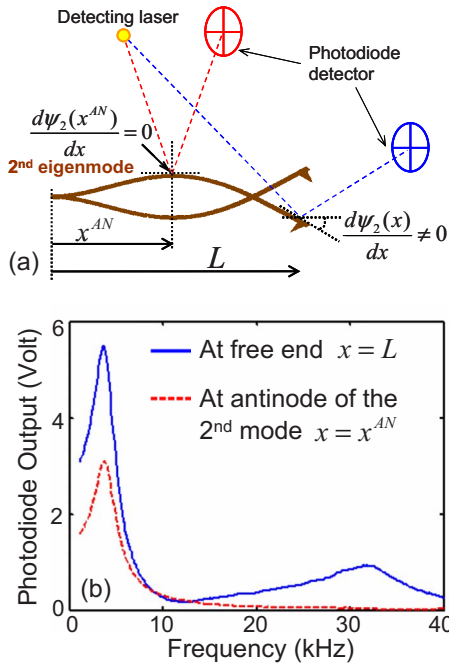 Detecting laser
Photodiode
detector
dψ₂(x^{AN})/dx = 0
2nd eigenmode
x^{AN}
L
dψ₂(x)/dx ≠ 0
(a)
6
4
2
0
Photodiode Output (Volt)
At free end x = L
At antinode of the
2nd mode x = x^{AN}
(b)
0 10 20 30 40
Frequency (kHz)